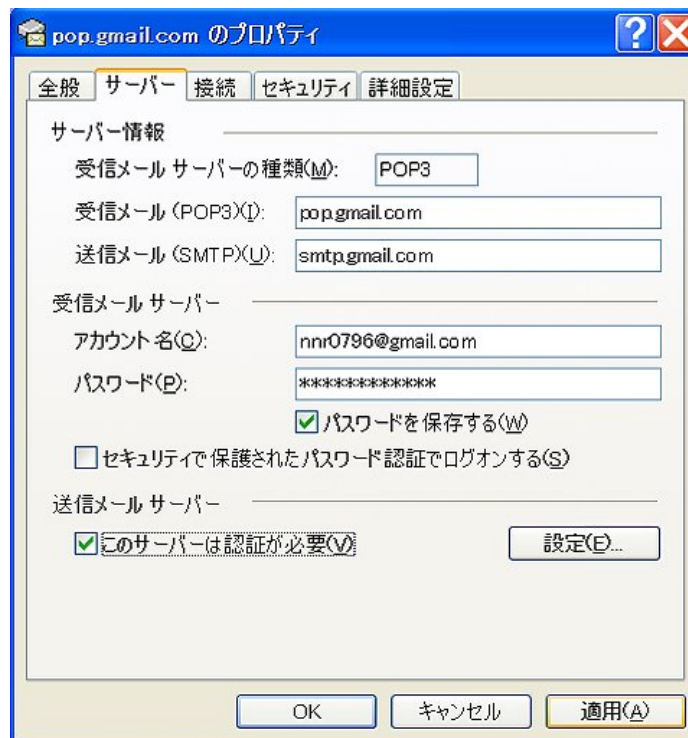 pop.gmail.com のプロパティ
全般 サーバー 接続 セキュリティ 詳細設定
サーバー情報
受信メール サーバーの種類(M): POP3
受信メール (POP3)(I): pop.gmail.com
送信メール (SMTP)(U): smtp.gmail.com
受信メール サーバー
アカウント名(C): nnr0796@gmail.com
パスワード(P): ************
パスワードを保存する(W)
セキュリティで保護されたパスワード認証でログオンする(S)
送信メール サーバー
このサーバーは認証が必要(V) 設定(E)...
OK キャンセル 適用(A)